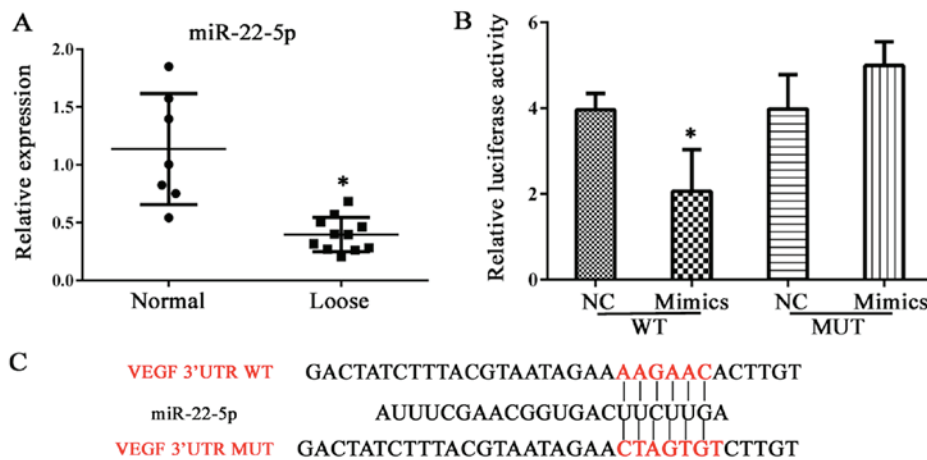 A
miR-22-5p
Relative expression
2.0
1.5
1.0
0.5
0.0
Normal
Loose
*
B
Relative luciferase activity
6
4
2
0
*
NC
Mimics
NC
Mimics
WT
MUT
C
VEGF 3'UTR WT GACTATCTTTACGTAATAGAAAAGAACACTTGT
miR-22-5p AUUUCGAACGGUGACUUCUUGA
VEGF 3'UTR MUT GACTATCTTTACGTAATAGAACTAGTGTCTTGT